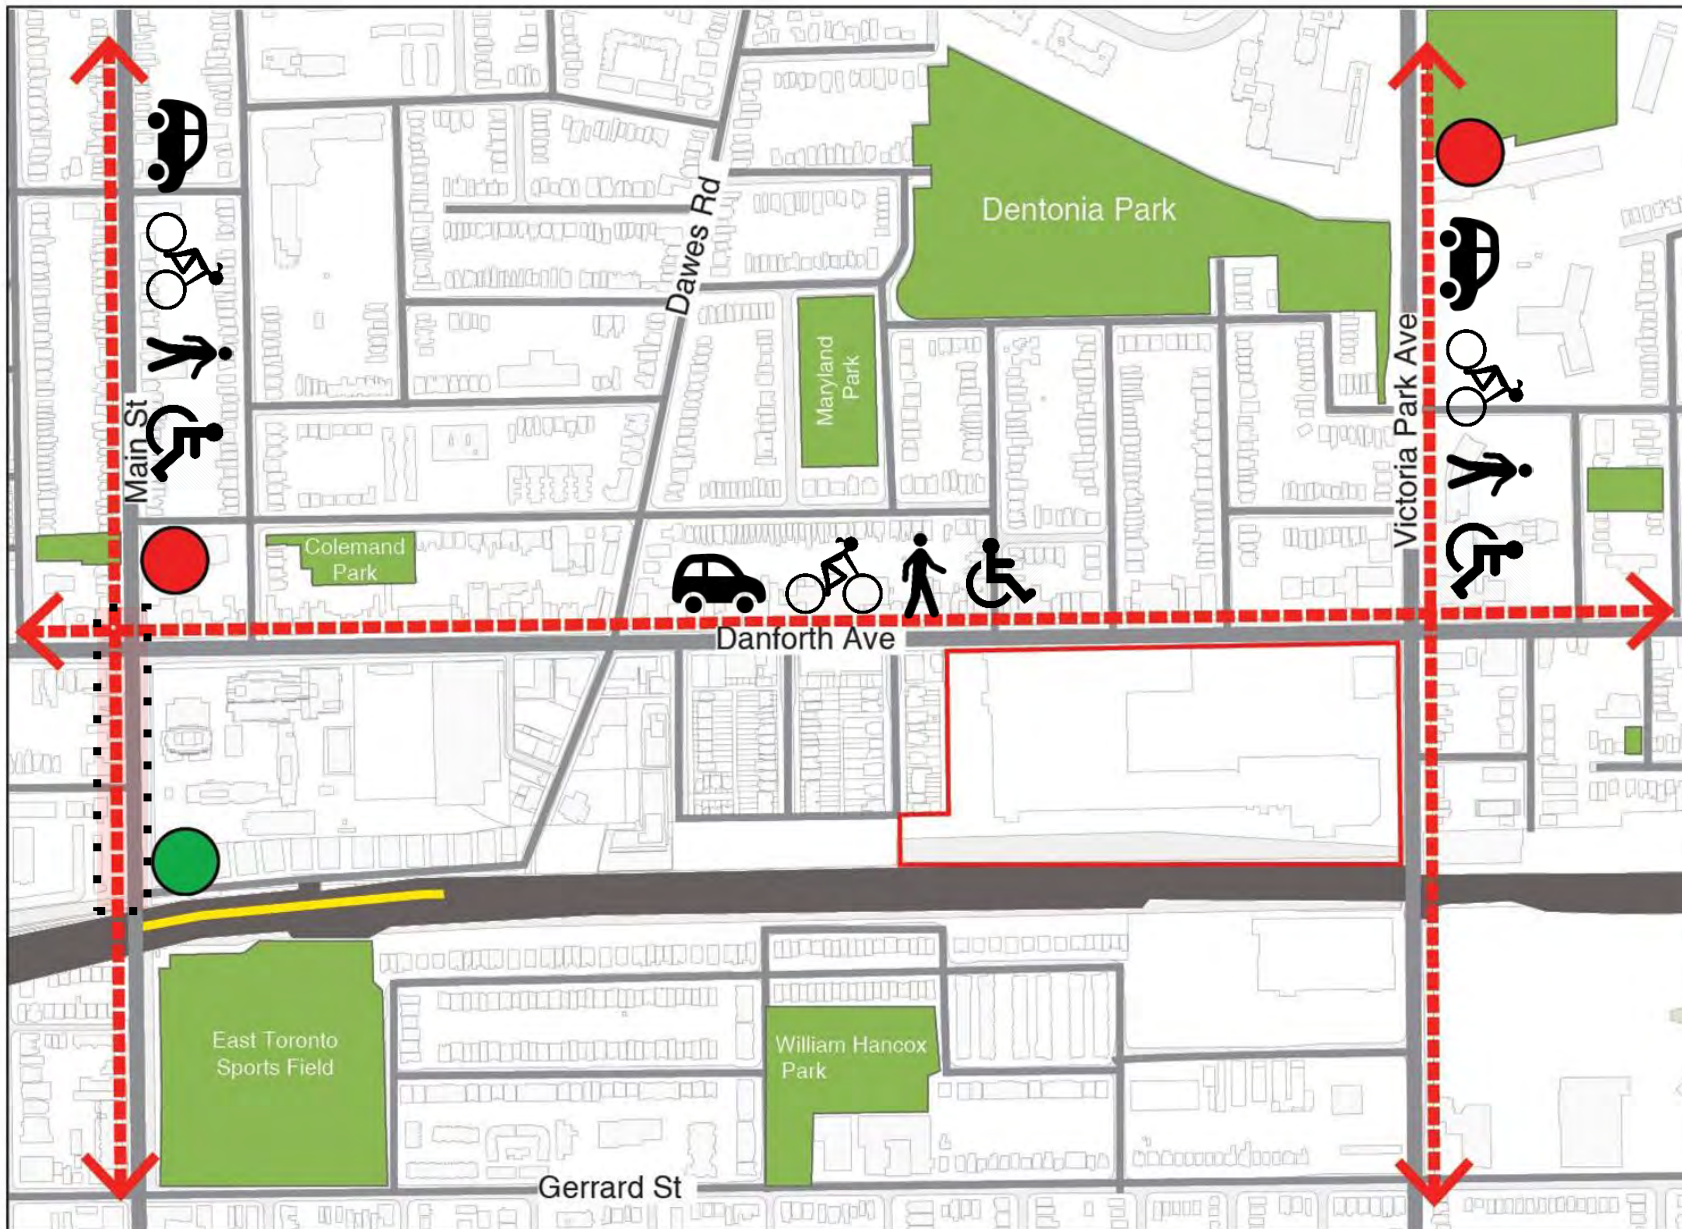 Dawes Rd
Dentonia Park
Maryland
Park
Victoria Park Ave
Main St
Colemand
Park
Danforth Ave
East Toronto
Sports Field
William Hancox
Park
Gerrard St